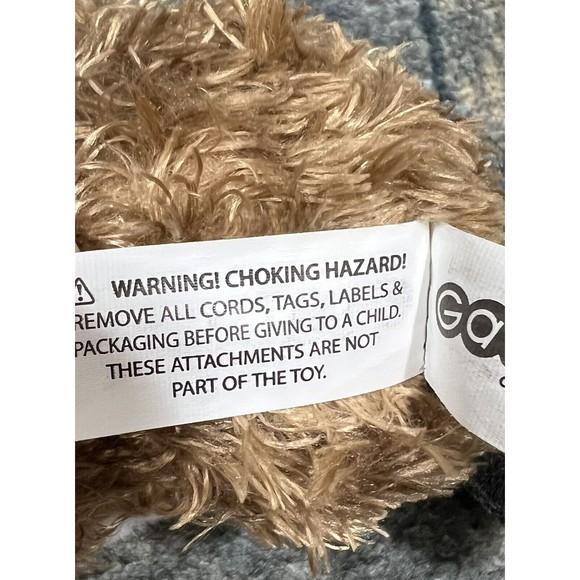 ⚠ WARNING! CHOKING HAZARD!
REMOVE ALL CORDS, TAGS, LABELS &
PACKAGING BEFORE GIVING TO A CHILD.
THESE ATTACHMENTS ARE NOT
PART OF THE TOY.